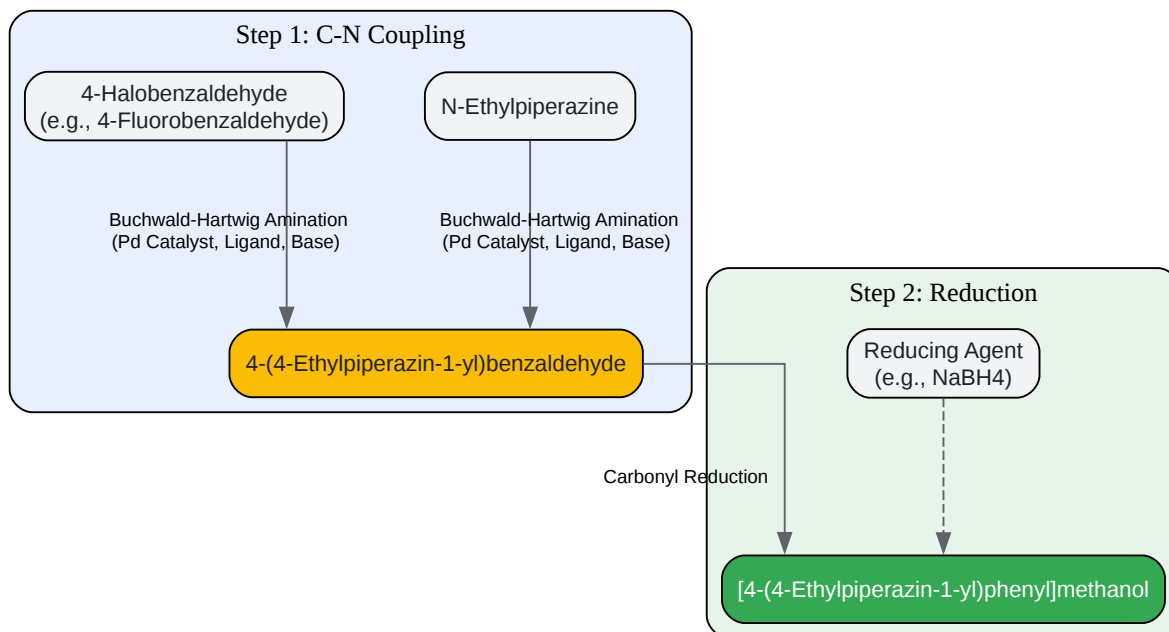 Step 1: C-N Coupling
4-Halobenzaldehyde
(e.g., 4-Fluorobenzaldehyde)
N-Ethylpiperazine
Buchwald-Hartwig Amination
(Pd Catalyst, Ligand, Base)
Buchwald-Hartwig Amination
(Pd Catalyst, Ligand, Base)
4-(4-Ethylpiperazin-1-yl)benzaldehyde
Step 2: Reduction
Reducing Agent
(e.g., NaBH4)
Carbonyl Reduction
[4-(4-Ethylpiperazin-1-yl)phenyl]methanol